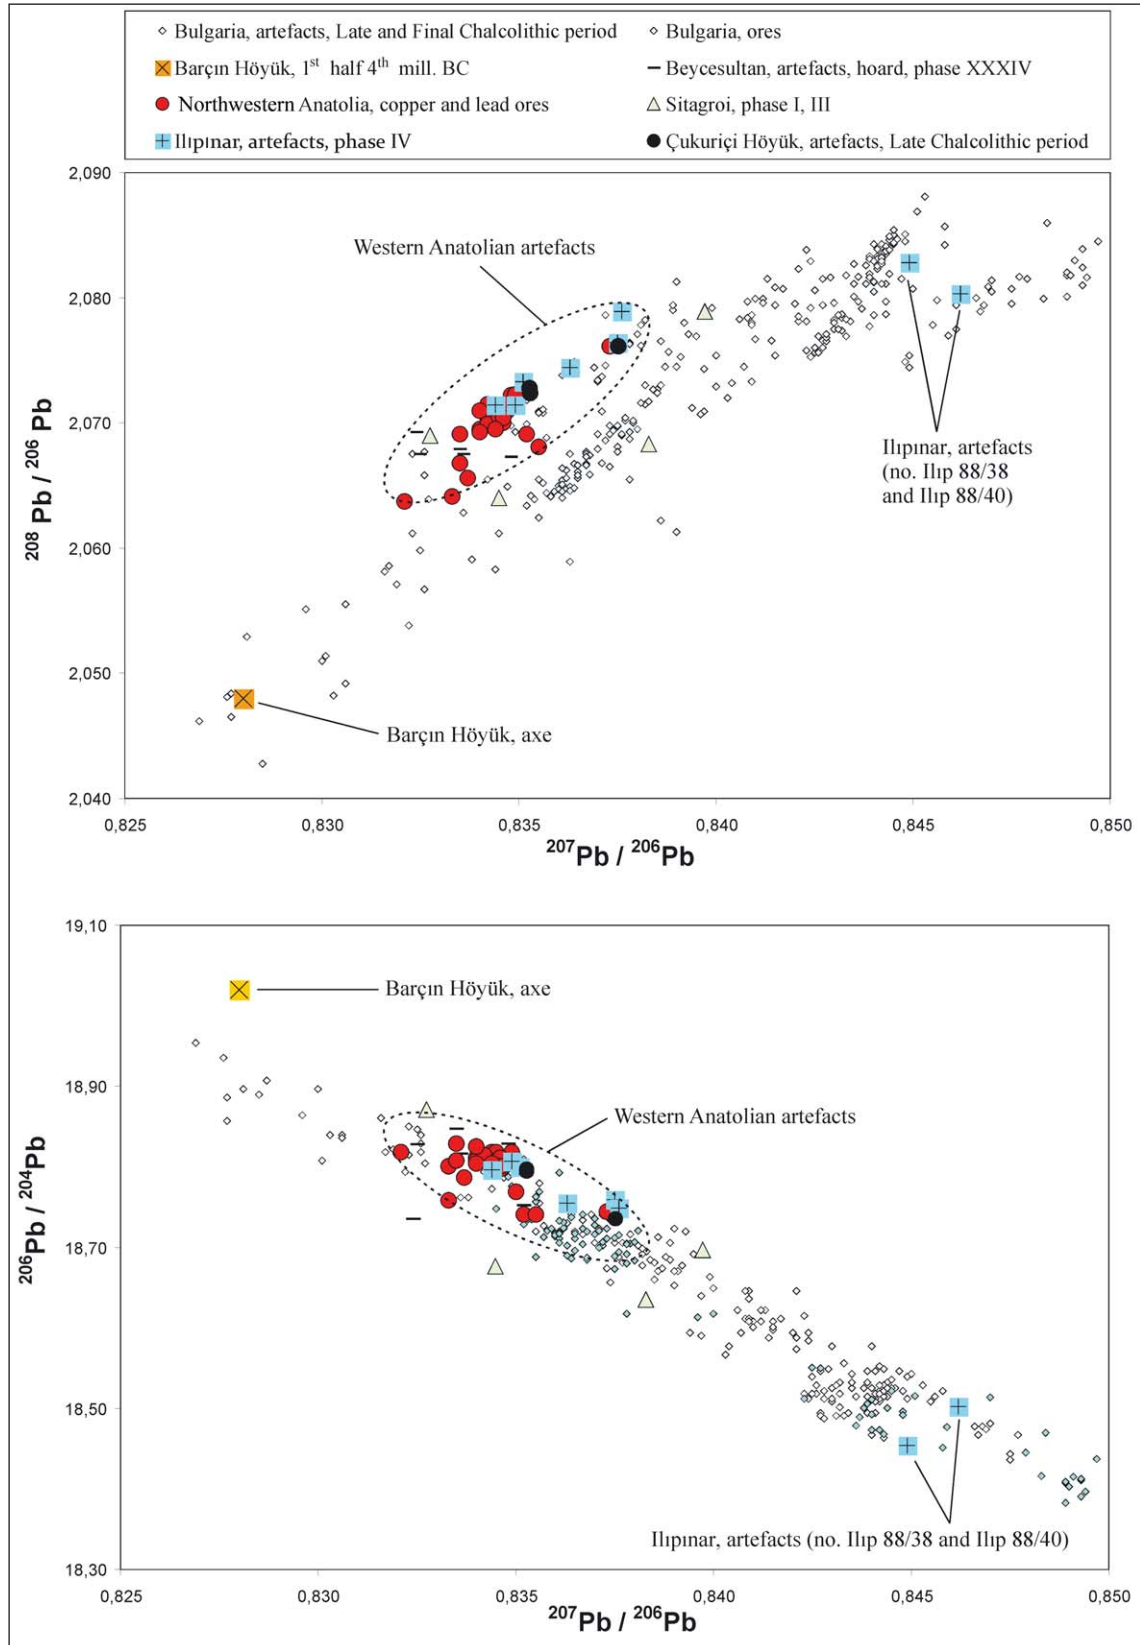 Bulgaria, artefacts, Late and Final Chalcolithic period
Bulgaria, ores
Barçın Höyük, 1st half 4th mill. BC
Beycesultan, artefacts, hoard, phase XXXIV
Northwestern Anatolia, copper and lead ores
Sitagroi, phase I, III
Ilıpınar, artefacts, phase IV
Çukuriçi Höyük, artefacts, Late Chalcolithic period
2,090
2,080
2,070
2,060
2,050
2,040
208 Pb / 206 Pb
Western Anatolian artefacts
Ilıpınar, artefacts
(no. Ilıp 88/38
and Ilıp 88/40)
Barçın Höyük, axe
0,825
0,830
0,835
0,840
0,845
0,850
207Pb / 206Pb
19,10
18,90
18,70
18,50
18,30
206Pb / 204Pb
Barçın Höyük, axe
Western Anatolian artefacts
Ilıpınar, artefacts (no. Ilıp 88/38 and Ilıp 88/40)
0,825
0,830
0,835
0,840
0,845
0,850
207Pb / 206Pb